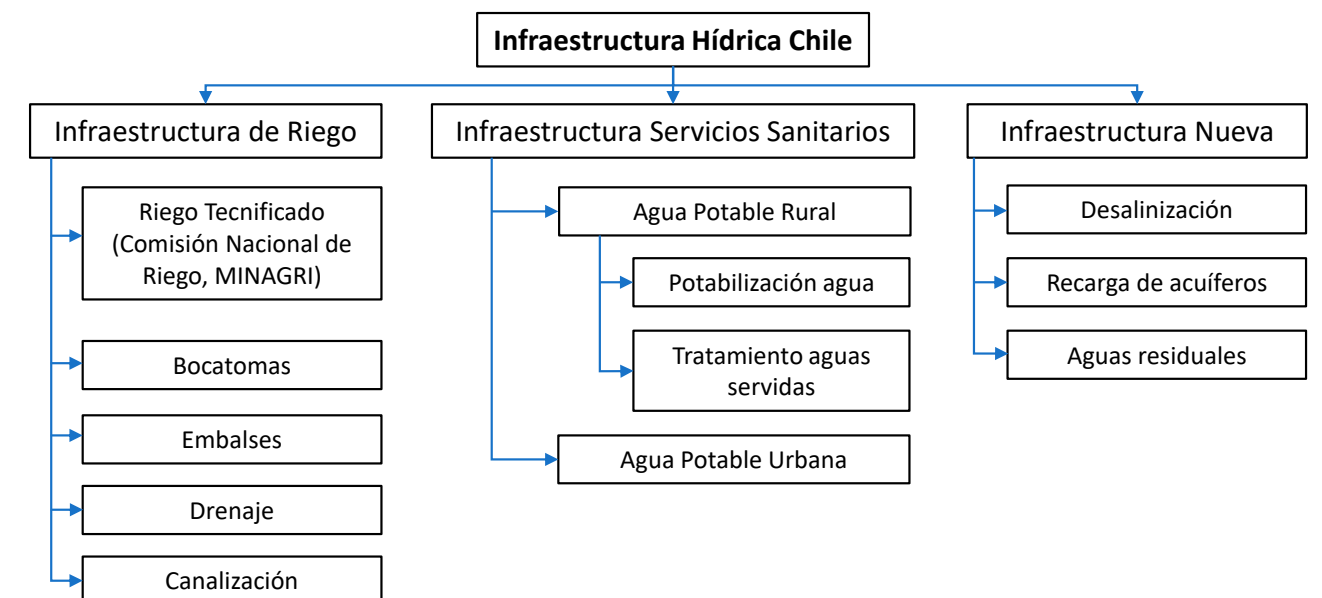 Infraestructura Hídrica Chile
Infraestructura de Riego
Riego Tecnificado
(Comisión Nacional de
Riego, MINAGRI)
Bocatomas
Embalses
Drenaje
Canalización
Infraestructura Servicios Sanitarios
Agua Potable Rural
Potabilización agua
Tratamiento aguas
servidas
Agua Potable Urbana
Infraestructura Nueva
Desalinización
Recarga de acuíferos
Aguas residuales